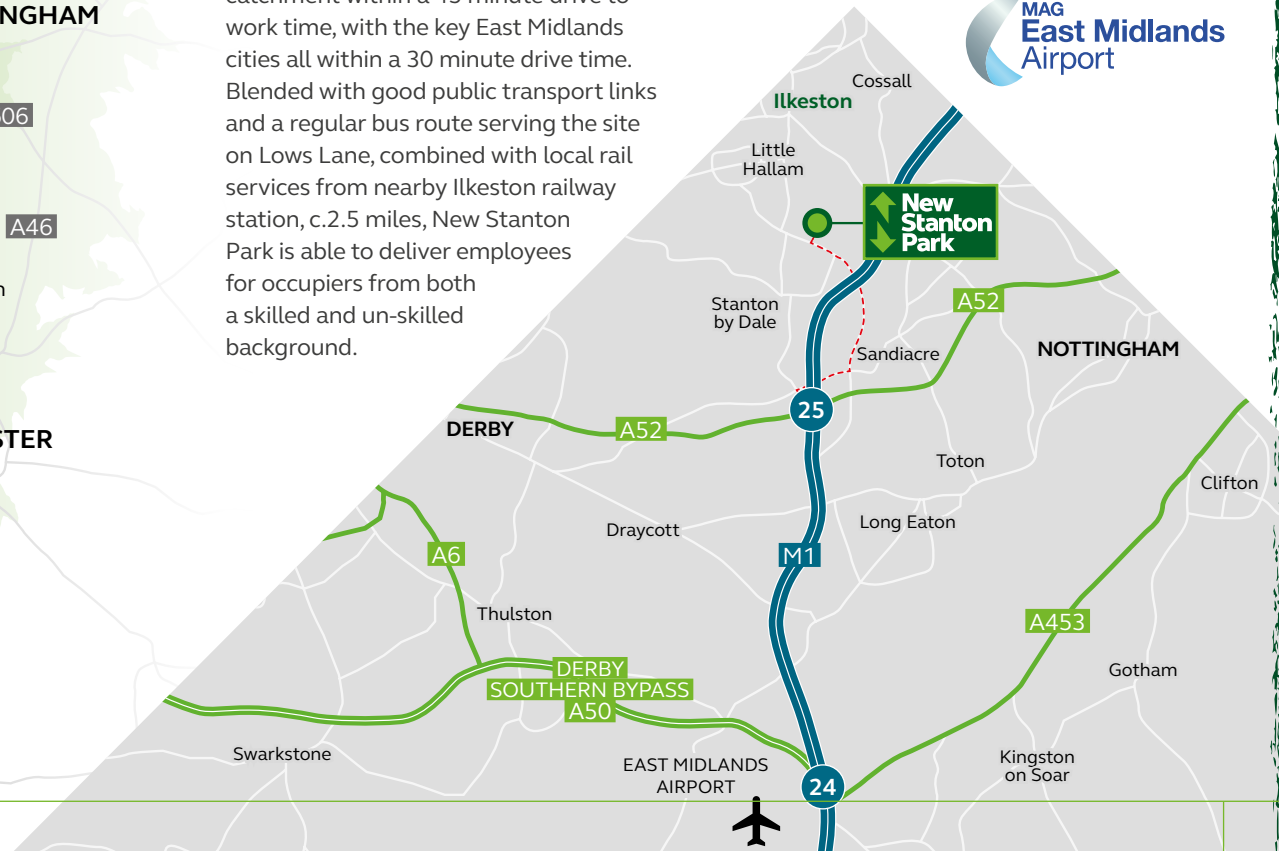 catchment within a 45 minute drive to
work time, with the key East Midlands
cities all within a 30 minute drive time.
Blended with good public transport links
and a regular bus route serving the site
on Lows Lane, combined with local rail
services from nearby Ilkeston railway
station, c.2.5 miles, New Stanton
Park is able to deliver employees
for occupiers from both
a skilled and un-skilled
background.
MAG
East Midlands
Airport
NGHAM
06
A46
n
STER
Cossall
Ilkeston
Little
Hallam
New
Stanton
Park
Stanton
by Dale
A52
Sandiacre
NOTTINGHAM
25
DERBY
A52
Toton
Clifton
Draycott
Long Eaton
A6
M1
Thulston
A453
DERBY
SOUTHERN BYPASS
A50
Gotham
Swarkstone
EAST MIDLANDS
AIRPORT
Kingston
on Soar
24